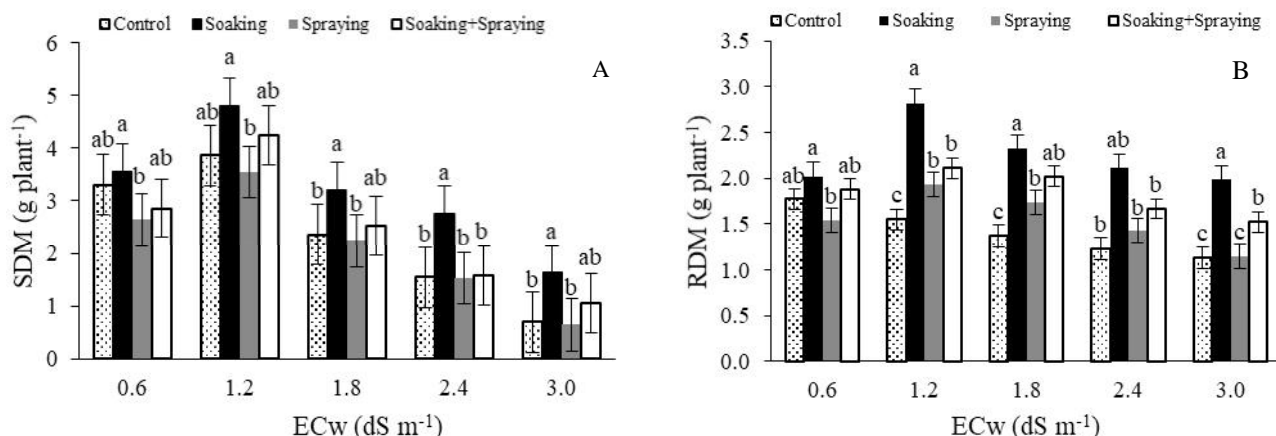 Control Soaking Spraying Soaking+Spraying
A
SDM (g plant⁻¹)
6
5
4
3
2
1
0
ab a b ab
ab a b ab
b a b ab
b a b b
b a b ab
0.6 1.2 1.8 2.4 3.0
ECw (dS m⁻¹)
Control Soaking Spraying Soaking+Spraying
B
RDM (g plant⁻¹)
3.5
3.0
2.5
2.0
1.5
1.0
0.5
0.0
ab a b ab
c a b b
c a b ab
b ab b b
c a c b
0.6 1.2 1.8 2.4 3.0
ECw (dS m⁻¹)